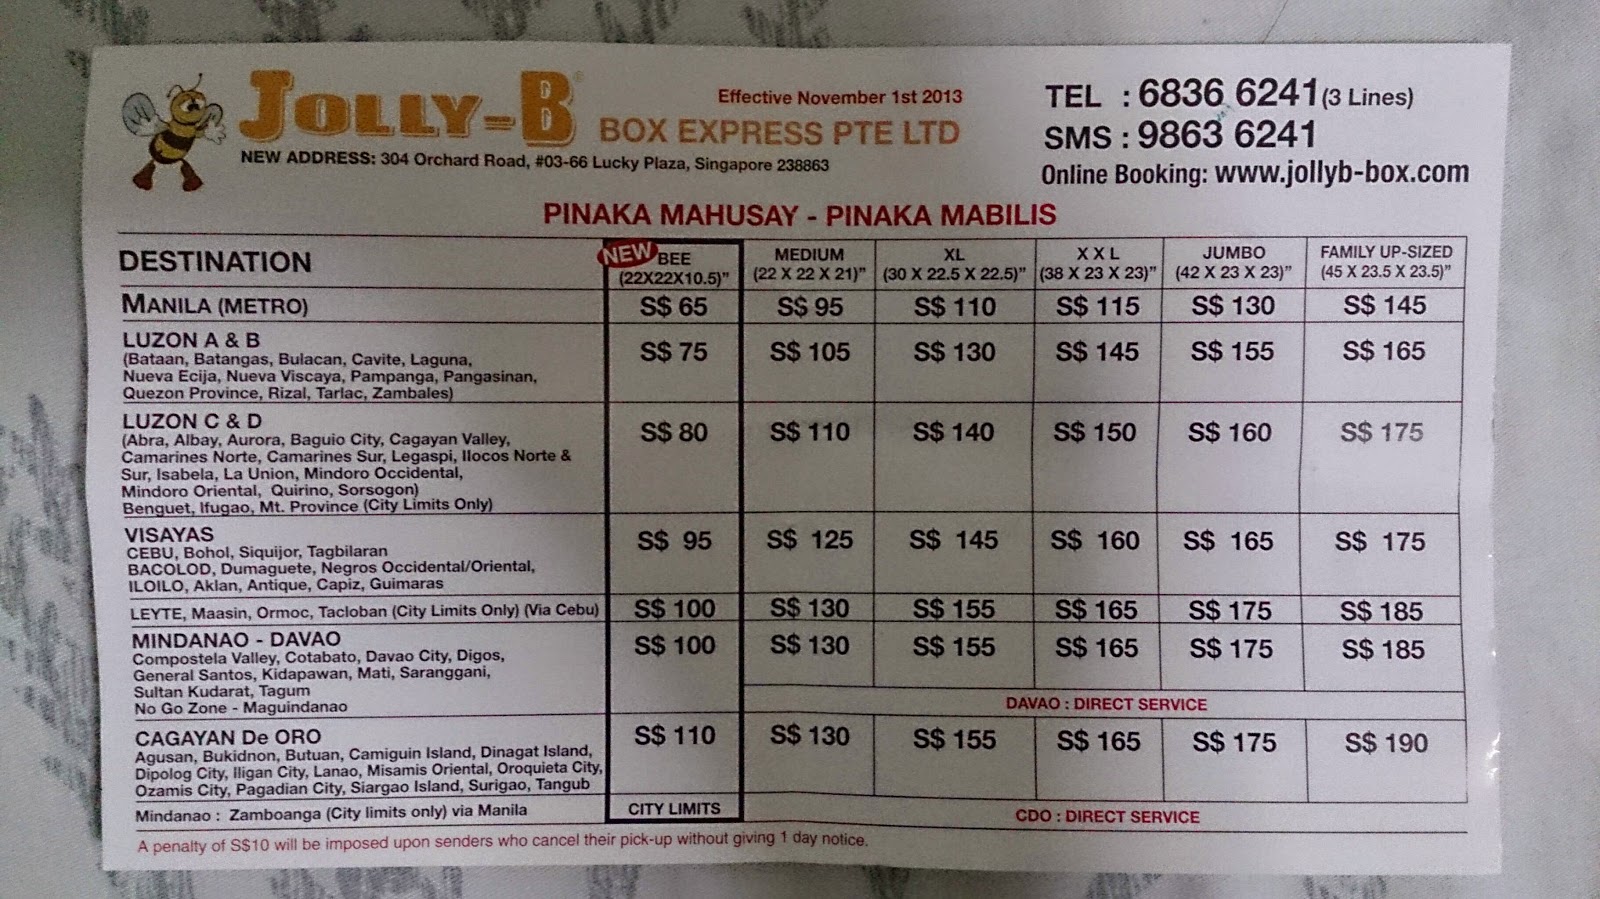 JOLLY-B®
Effective November 1st 2013
BOX EXPRESS PTE LTD
NEW ADDRESS: 304 Orchard Road, #03-66 Lucky Plaza, Singapore 238863
TEL : 6836 6241 (3 Lines)
SMS : 9863 6241
Online Booking: www.jollyb-box.com
PINAKA MAHUSAY - PINAKA MABILIS
DESTINATION
NEW BEE
(22X22X10.5)"
MEDIUM
(22 X 22 X 21)"
XL
(30 X 22.5 X 22.5)"
X X L
(38 X 23 X 23)"
JUMBO
(42 X 23 X 23)"
FAMILY UP-SIZED
(45 X 23.5 X 23.5)"
MANILA (METRO) S$ 65 S$ 95 S$ 110 S$ 115 S$ 130 S$ 145
LUZON A & B S$ 75 S$ 105 S$ 130 S$ 145 S$ 155 S$ 165
(Bataan, Batangas, Bulacan, Cavite, Laguna,
Nueva Ecija, Nueva Viscaya, Pampanga, Pangasinan,
Quezon Province, Rizal, Tarlac, Zambales)
LUZON C & D S$ 80 S$ 110 S$ 140 S$ 150 S$ 160 S$ 175
(Abra, Albay, Aurora, Baguio City, Cagayan Valley,
Camarines Norte, Camarines Sur, Legaspi, Ilocos Norte &
Sur, Isabela, La Union, Mindoro Occidental,
Mindoro Oriental, Quirino, Sorsogon)
Benguet, Ifugao, Mt. Province (City Limits Only)
VISAYAS S$ 95 S$ 125 S$ 145 S$ 160 S$ 165 S$ 175
CEBU, Bohol, Siquijor, Tagbilaran
BACOLOD, Dumaguete, Negros Occidental/Oriental,
ILOILO, Aklan, Antique, Capiz, Guimaras
LEYTE, Maasin, Ormoc, Tacloban (City Limits Only) (Via Cebu) S$ 100 S$ 130 S$ 155 S$ 165 S$ 175 S$ 185
MINDANAO - DAVAO S$ 100 S$ 130 S$ 155 S$ 165 S$ 175 S$ 185
Compostela Valley, Cotabato, Davao City, Digos,
General Santos, Kidapawan, Mati, Saranggani,
Sultan Kudarat, Tagum
No Go Zone - Maguindanao
DAVAO : DIRECT SERVICE
CAGAYAN De ORO S$ 110 S$ 130 S$ 155 S$ 165 S$ 175 S$ 190
Agusan, Bukidnon, Butuan, Camiguin Island, Dinagat Island,
Dipolog City, Iligan City, Lanao, Misamis Oriental, Oroquieta City,
Ozamis City, Pagadian City, Siargao Island, Surigao, Tangub
Mindanao : Zamboanga (City limits only) via Manila CITY LIMITS CDO : DIRECT SERVICE
A penalty of S$10 will be imposed upon senders who cancel their pick-up without giving 1 day notice.